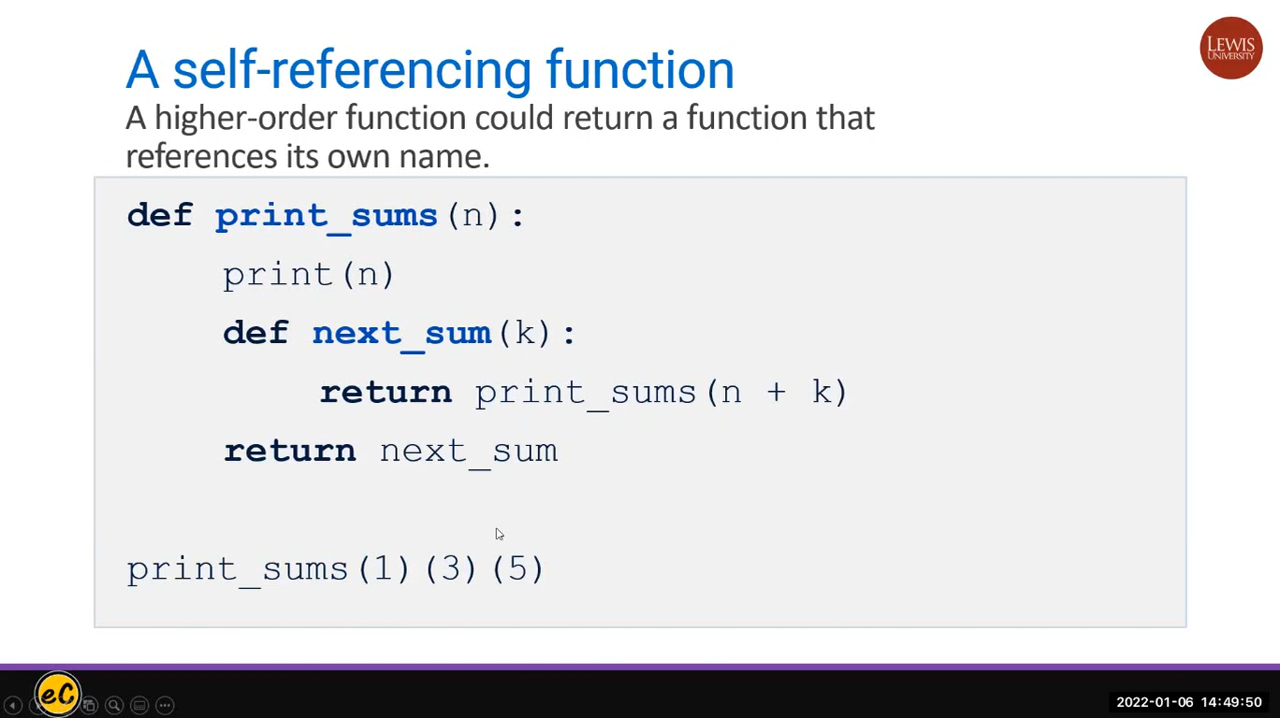 LEWIS
UNIVERSITY
A self-referencing function
A higher-order function could return a function that
references its own name.
def print_sums(n):
print(n)
def next_sum(k):
return print_sums(n + k)
return next_sum
print_sums(1)(3)(5)
eC
2022-01-06 14:49:50